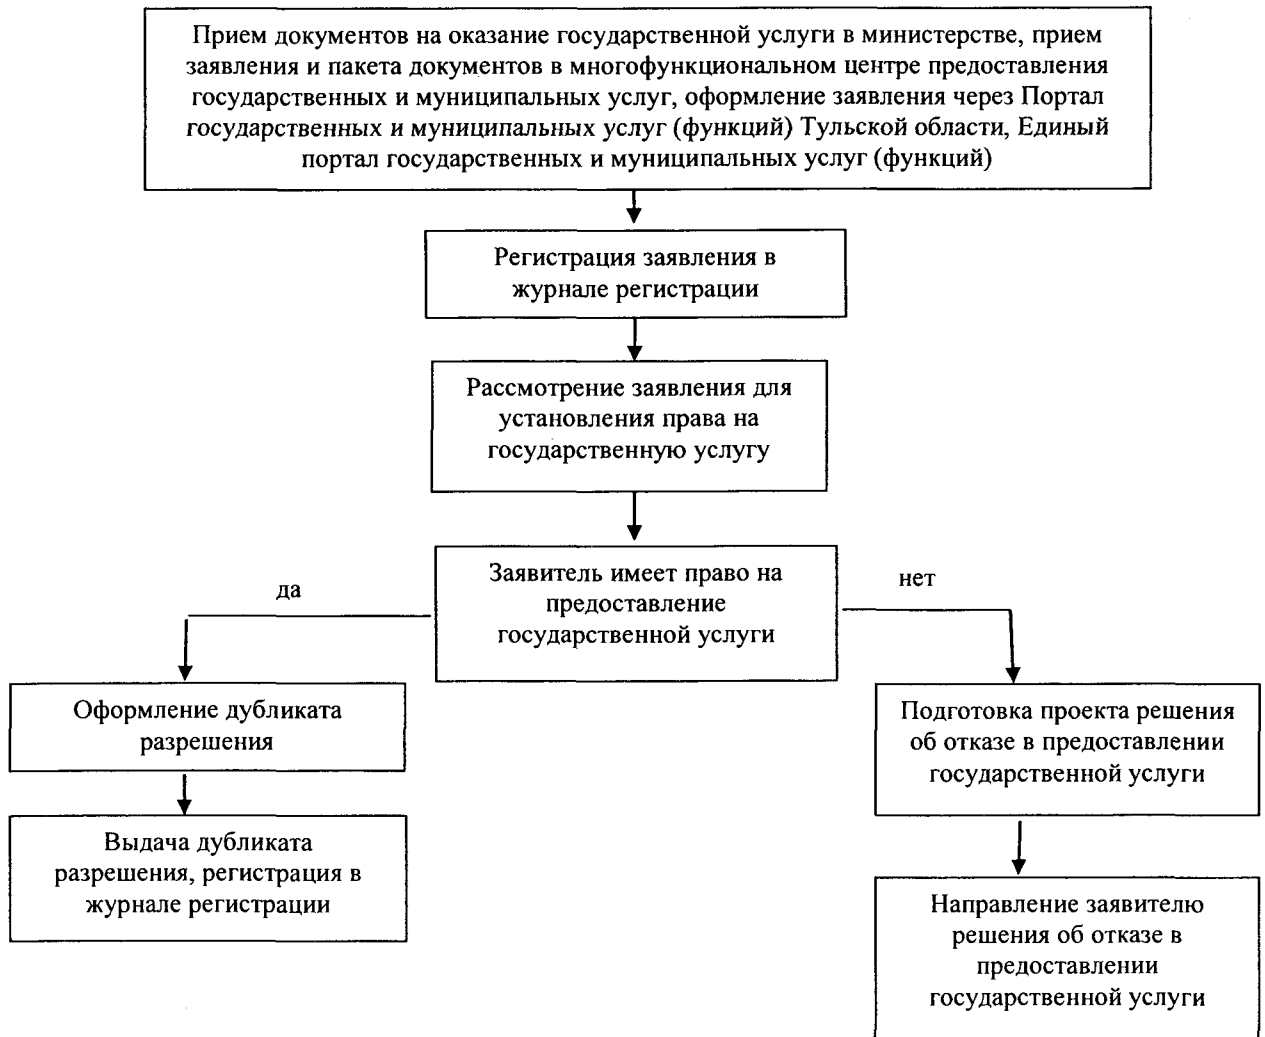 Прием документов на оказание государственной услуги в министерстве, прием
заявления и пакета документов в многофункциональном центре предоставления
государственных и муниципальных услуг, оформление заявления через Портал
государственных и муниципальных услуг (функций) Тульской области, Единый
портал государственных и муниципальных услуг (функций)
Регистрация заявления в
журнале регистрации
Рассмотрение заявления для
установления права на
государственную услугу
Заявитель имеет право на
предоставление
государственной услуги
да
нет
Оформление дубликата
разрешения
Выдача дубликата
разрешения, регистрация в
журнале регистрации
Подготовка проекта решения
об отказе в предоставлении
государственной услуги
Направление заявителю
решения об отказе в
предоставлении
государственной услуги